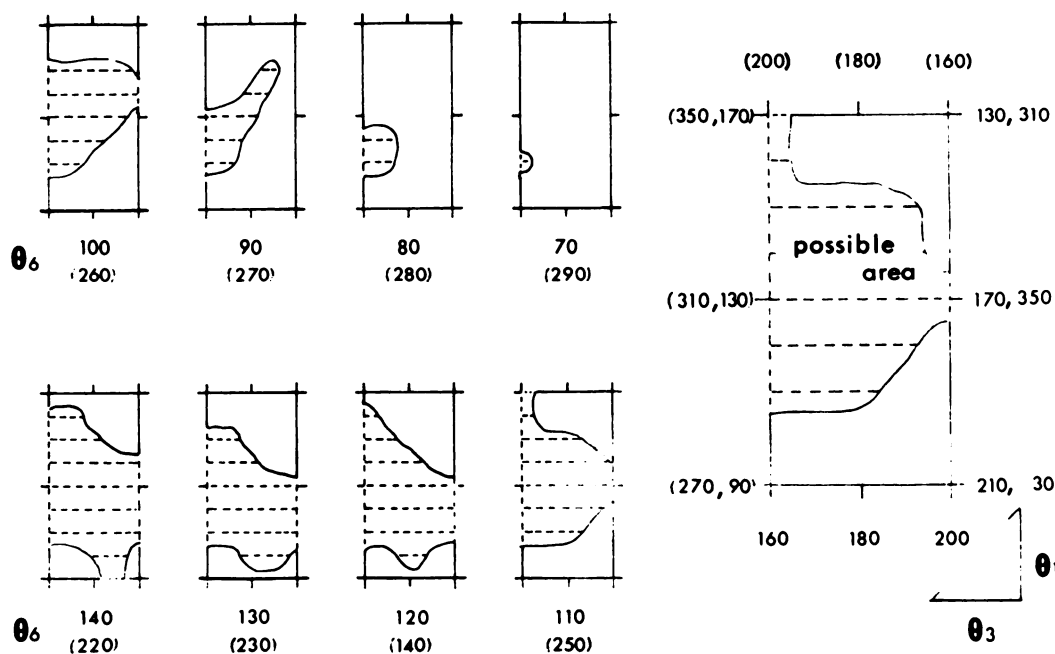 100 90 80 70
θ6 (260) (270) (280) (290)
140 130 120 110
θ6 (220) (230) (140) (250)
(200) (180) (160)
(350,170) 130, 310
possible
area
(310,130) 170, 350
(270,90) 210, 30
160 180 200
θ
θ3